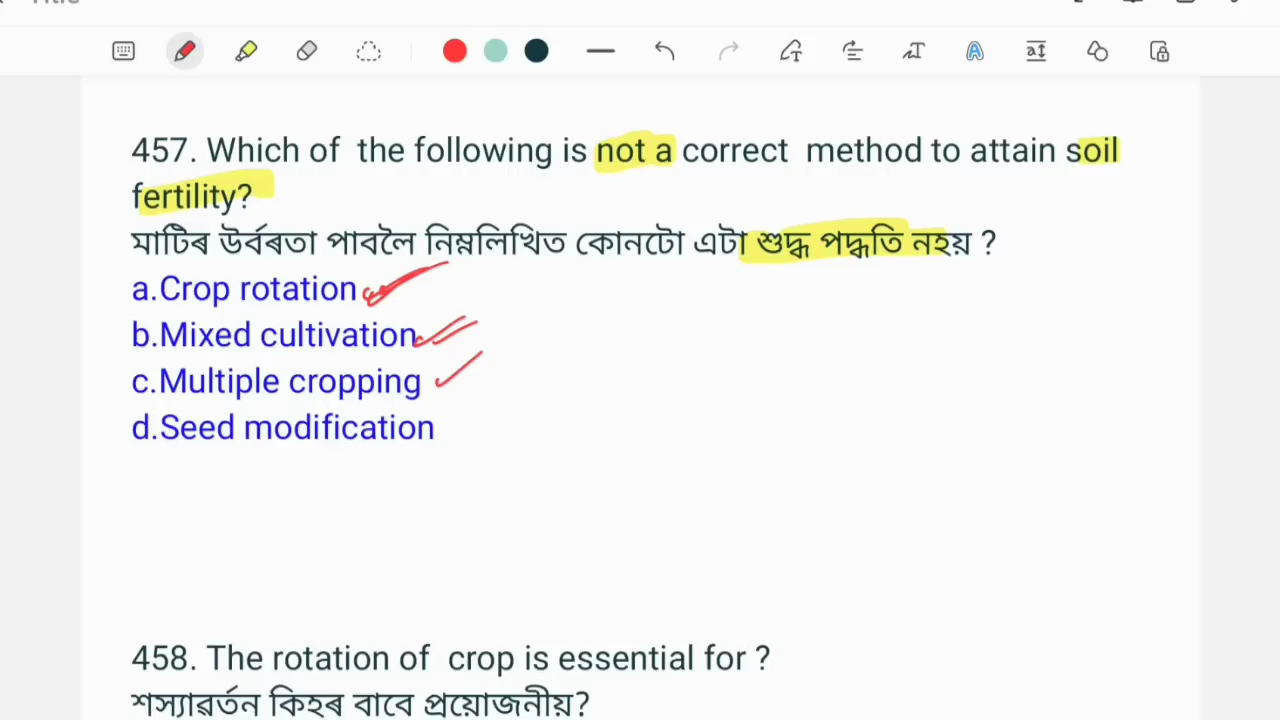 Title
457. Which of the following is not a correct method to attain soil
fertility?
মাটিৰ উৰ্বৰতা পাবলৈ নিম্নলিখিত কোনটো এটা শুদ্ধ পদ্ধতি নহয় ?
a.Crop rotation
b.Mixed cultivation
c.Multiple cropping
d.Seed modification
458. The rotation of crop is essential for ?
শস্যাৱৰ্তন কিহৰ বাবে প্ৰয়োজনীয়?